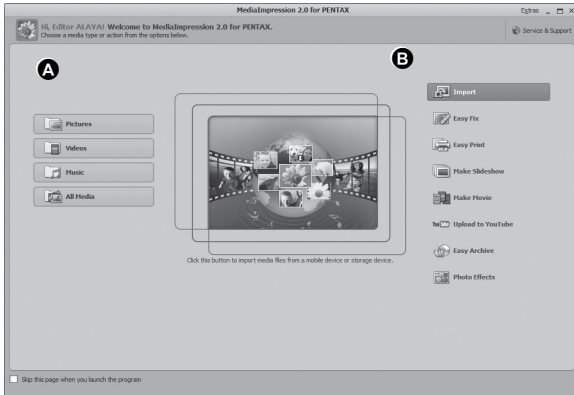 MediaImpression 2.0 for PENTAX
Extras
Hi, Editor ALAYA! Welcome to MediaImpression 2.0 for PENTAX.
Choose a media type or action from the options below.
Service & Support
A
B
Pictures
Videos
Music
All Media
Import
Easy Fix
Easy Print
Make Slideshow
Make Movie
Upload to YouTube
Easy Archive
Photo Effects
Click this button to import media files from a mobile device or storage device.
Skip this page when you launch the program